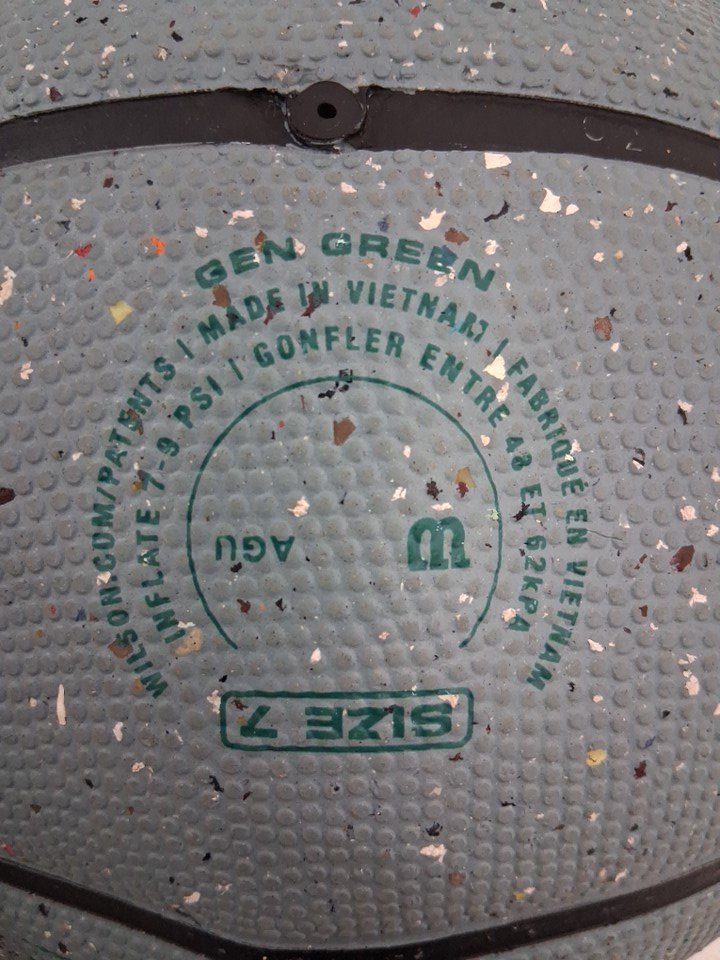 GEN GREEN
WILSON.COM/PATENTS | MADE IN VIETNAM | FABRIQUÉ EN VIETNAM
INFLATE 7-9 PSI | GONFLER ENTRE 48 ET 62KPA
W AGU
SIZE 7